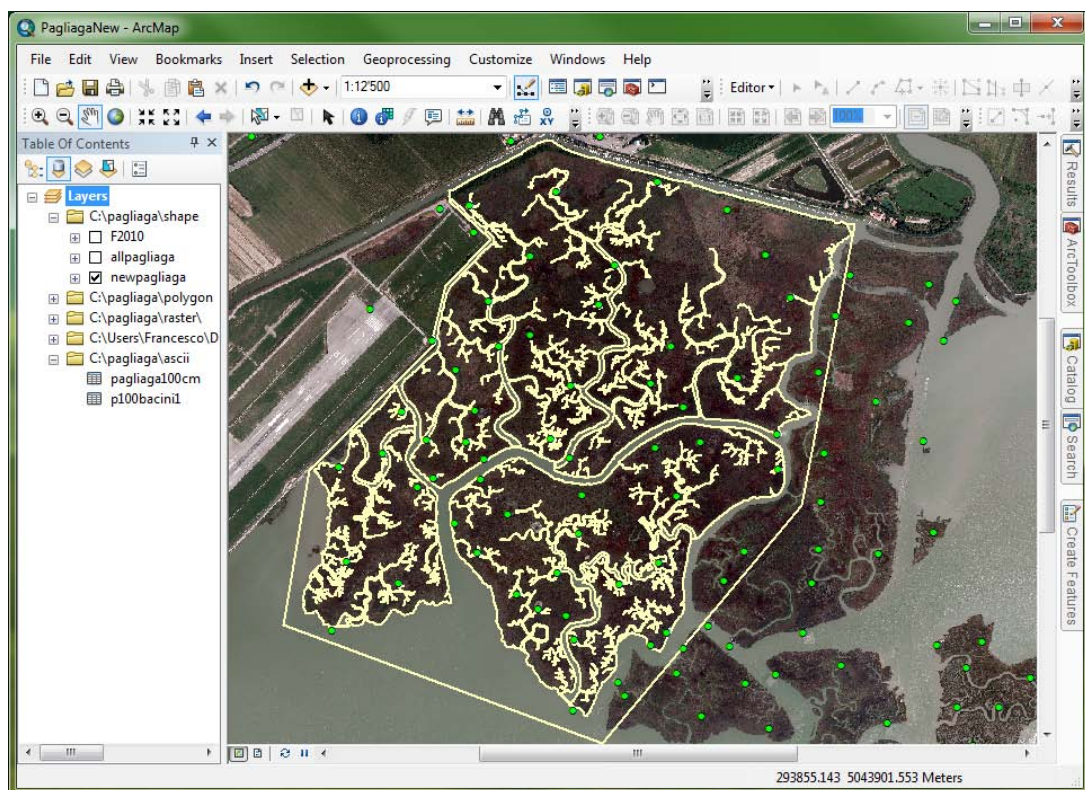 PagliagaNew - ArcMap
File Edit View Bookmarks Insert Selection Geoprocessing Customize Windows Help
1:12'500
Editor
100%
Table Of Contents
Layers
C:\pagliaga\shape
F2010
allpagliaga
newpagliaga
C:\pagliaga\polygon
C:\pagliaga\raster\
C:\Users\Francesco\D
C:\pagliaga\ascii
pagliaga100cm
p100bacini1
Results
ArcToolbox
Catalog
Search
Create Features
293855.143 5043901.553 Meters